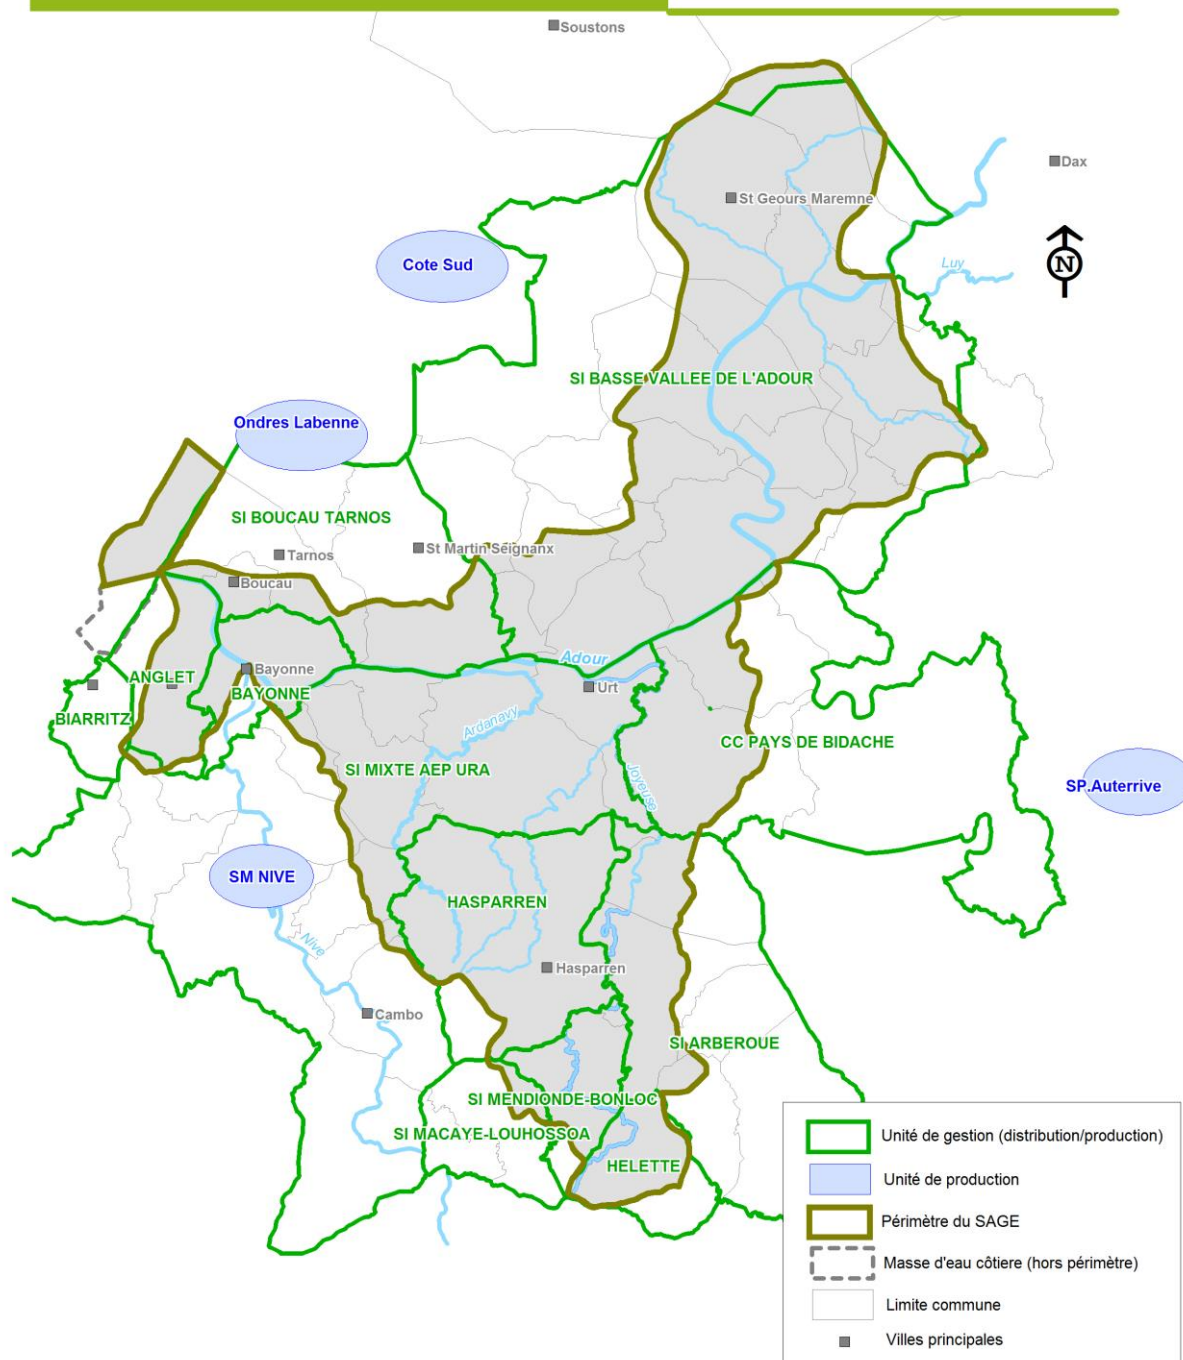 Soustons
Dax
St Geours Maremne
Cote Sud
Luy
SI BASSE VALLEE DE L'ADOUR
Ondres Labenne
SI BOUCAU TARNOS
St Martin Seignanx
Tarnos
Boucau
Adour
Bayonne
ANGLET
Urt
BAYONNE
BIARRITZ
Ardanavy
CC PAYS DE BIDACHE
SI MIXTE AEP URA
Joyeuse
SP.Auterrive
SM NIVE
HASPARREN
Nive
Hasparren
Cambo
SI ARBEROUE
SI MENDIONDE-BONLOC
SI MACAYE-LOUHOSSOA
HELETTE
N
Unité de gestion (distribution/production)
Unité de production
Périmètre du SAGE
Masse d'eau côtiere (hors périmètre)
Limite commune
Villes principales